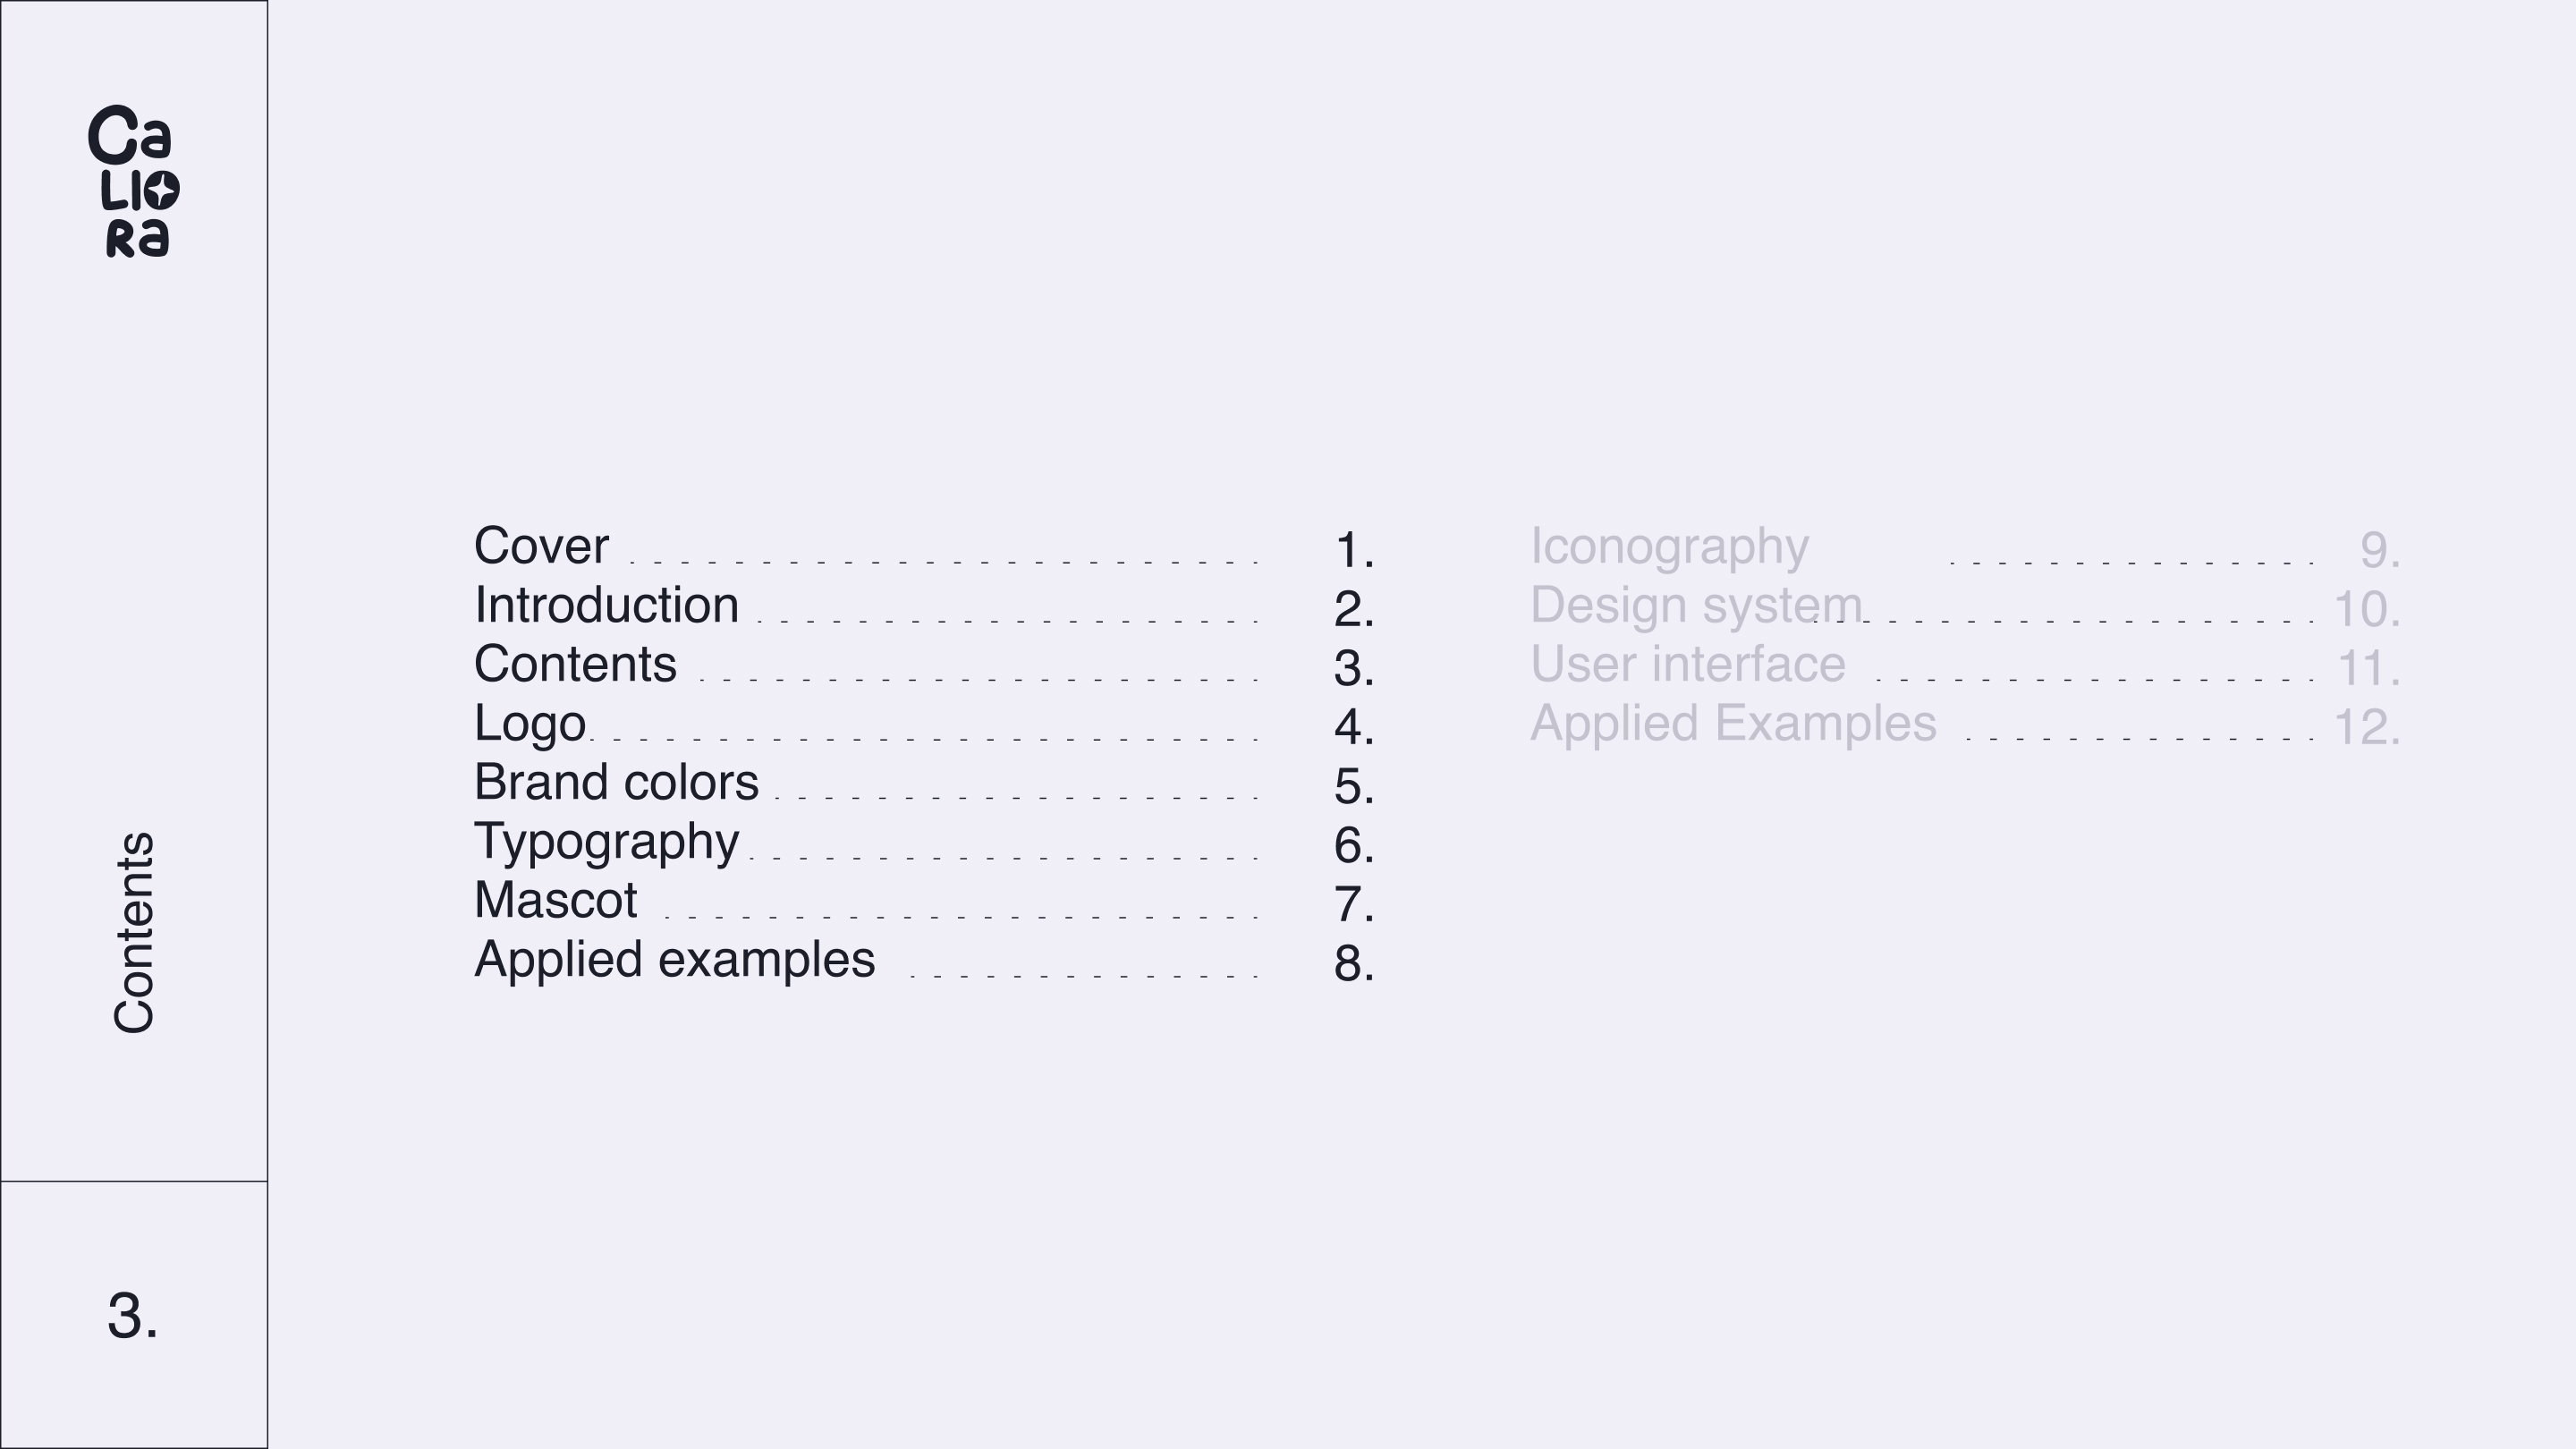 Ca
LIO
Ra
Contents
3.
Cover 1.
Introduction 2.
Contents 3.
Logo 4.
Brand colors 5.
Typography 6.
Mascot 7.
Applied examples 8.
Iconography 9.
Design system 10.
User interface 11.
Applied Examples 12.